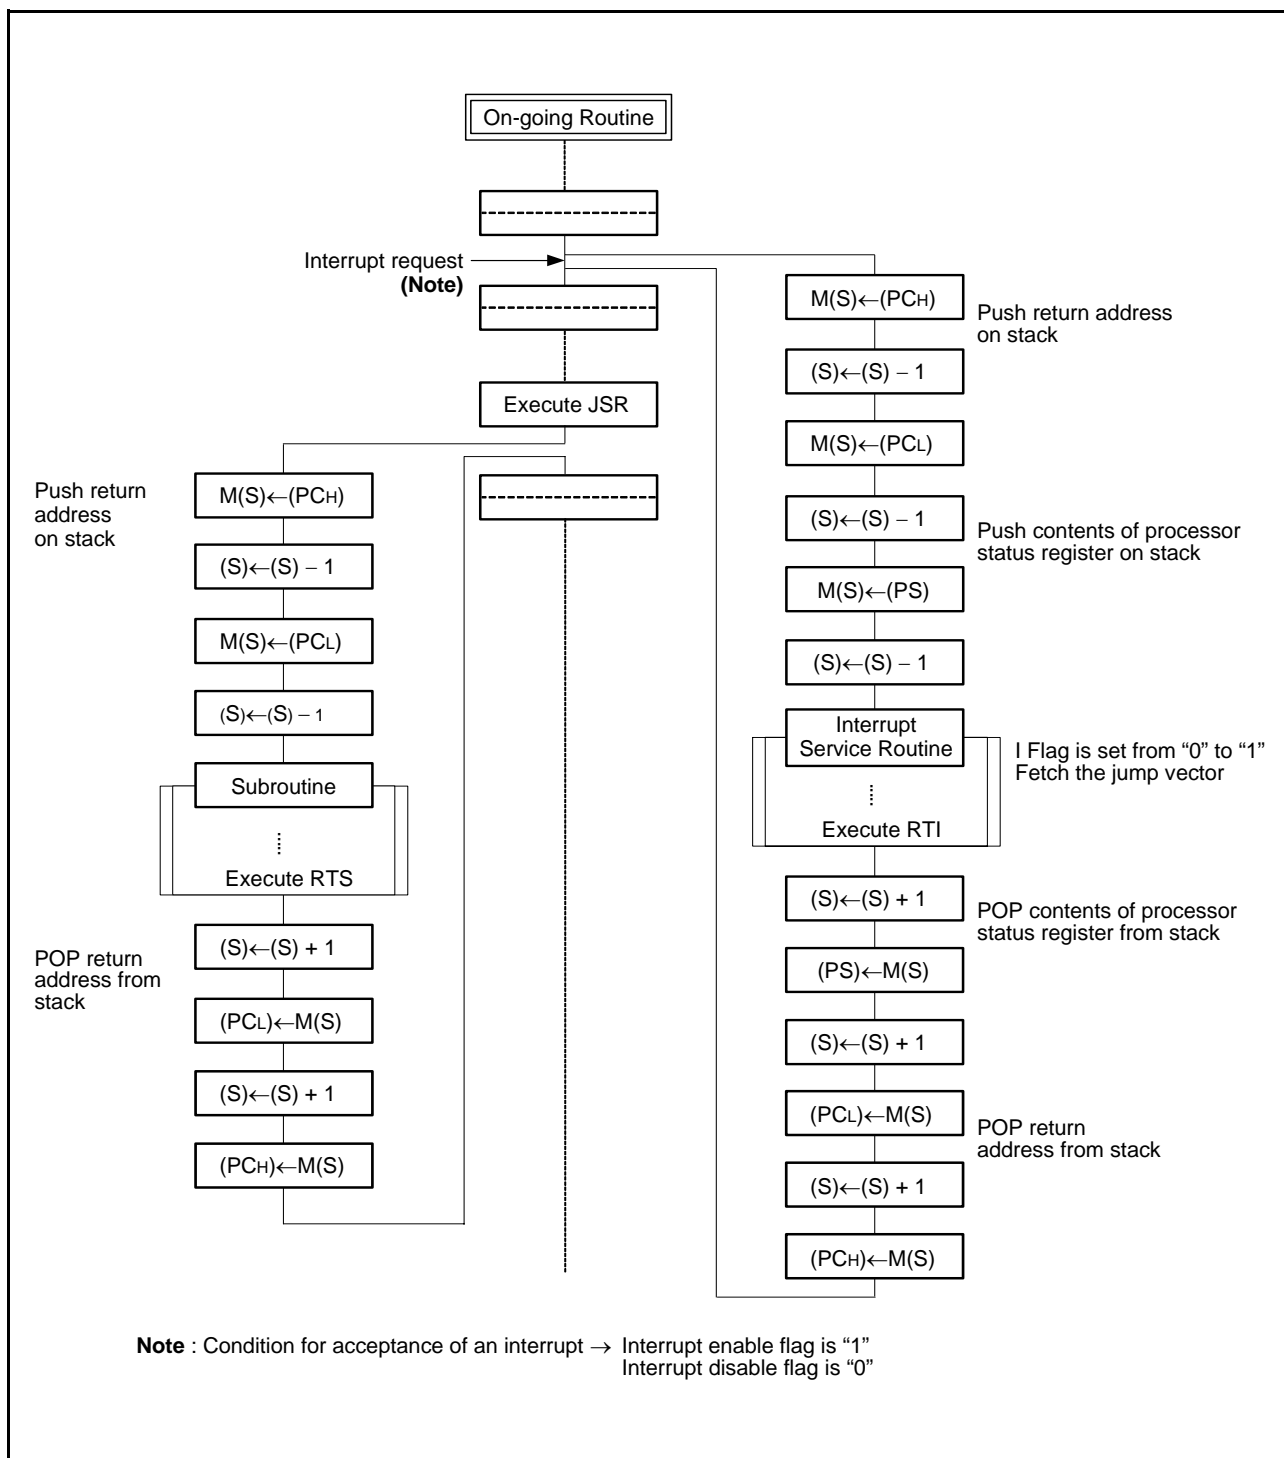 On-going Routine
Interrupt request
(Note)
Execute JSR
Push return
address
on stack
M(S)←(PCH)
(S)←(S) – 1
M(S)←(PCL)
(S)←(S) – 1
Subroutine
Execute RTS
POP return
address from
stack
(S)←(S) + 1
(PCL)←M(S)
(S)←(S) + 1
(PCH)←M(S)
M(S)←(PCH)
Push return address
on stack
(S)←(S) – 1
M(S)←(PCL)
(S)←(S) – 1
Push contents of processor
status register on stack
M(S)←(PS)
(S)←(S) – 1
Interrupt
Service Routine
I Flag is set from “0” to “1”
Fetch the jump vector
Execute RTI
(S)←(S) + 1
POP contents of processor
status register from stack
(PS)←M(S)
(S)←(S) + 1
(PCL)←M(S)
POP return
address from stack
(S)←(S) + 1
(PCH)←M(S)
Note : Condition for acceptance of an interrupt → Interrupt enable flag is “1”
Interrupt disable flag is “0”